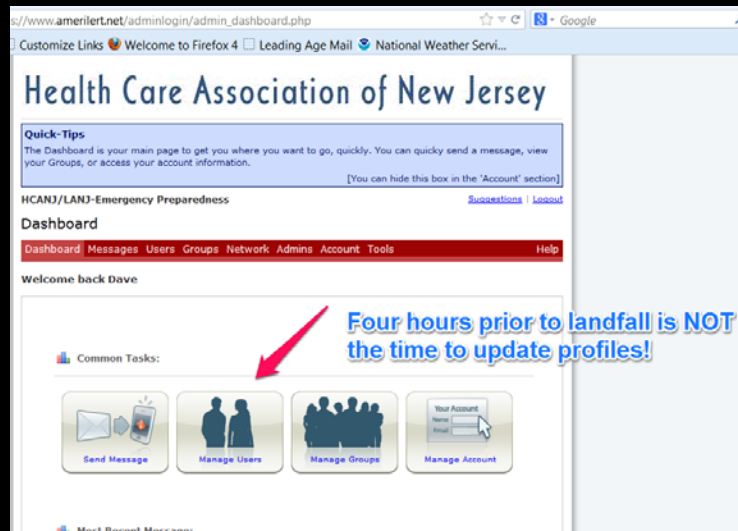 s://www.amerilert.net/adminlogin/admin_dashboard.php
Google
Customize Links Welcome to Firefox 4 Leading Age Mail National Weather Servi...
Health Care Association of New Jersey
Quick-Tips
The Dashboard is your main page to get you where you want to go, quickly. You can quicky send a message, view
your Groups, or access your account information.
[You can hide this box in the 'Account' section]
HCANJ/LANJ-Emergency Preparedness Suggestions | Logout
Dashboard
Dashboard Messages Users Groups Network Admins Account Tools Help
Welcome back Dave
Four hours prior to landfall is NOT
the time to update profiles!
Common Tasks:
Your Account
Name:
Email:
Send Message Manage Users Manage Groups Manage Account
Most Recent Message: